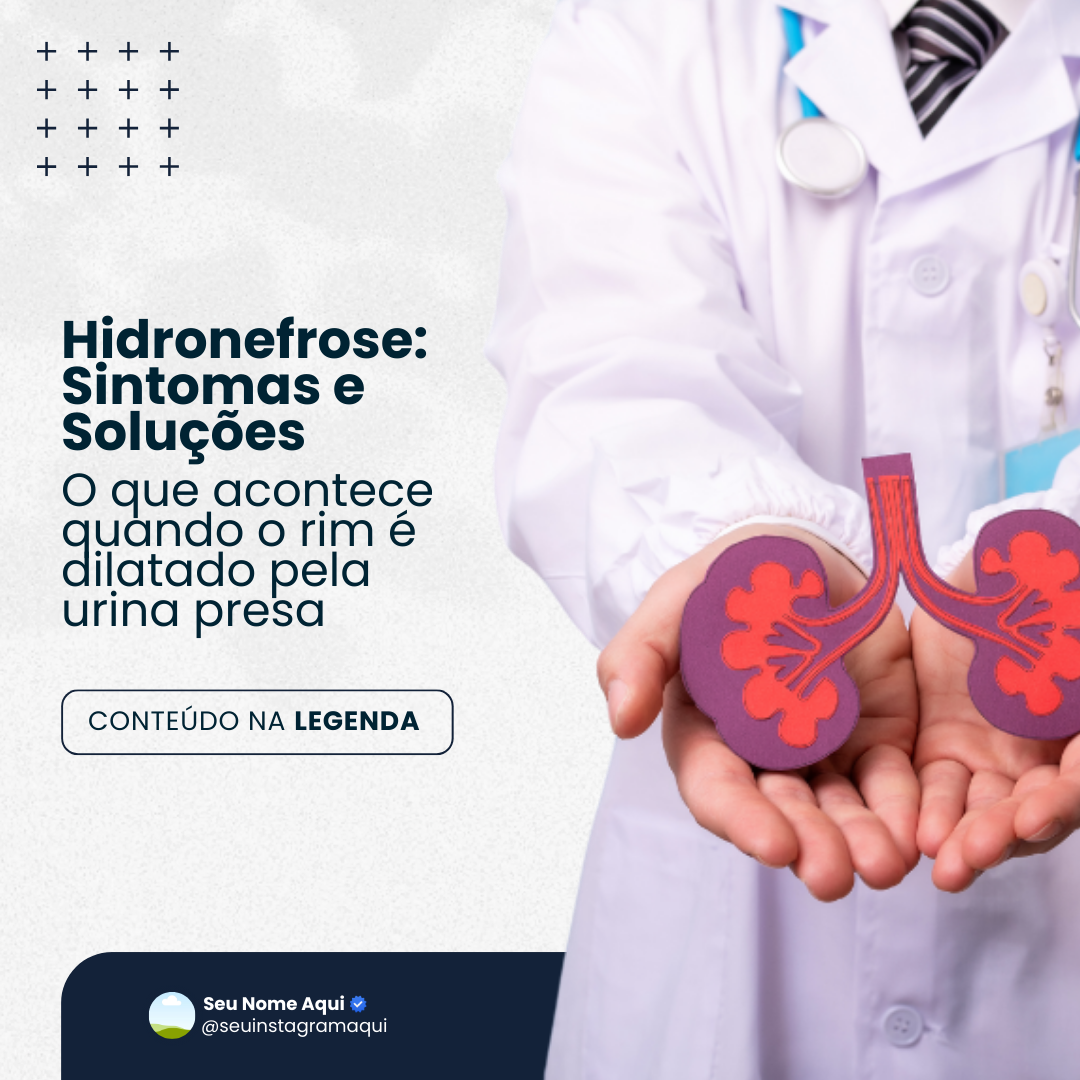 Hidronefrose:
Sintomas e
Soluções
O que acontece
quando o rim é
dilatado pela
urina presa
CONTEÚDO NA LEGENDA
Seu Nome Aqui
@seuinstagramaqui